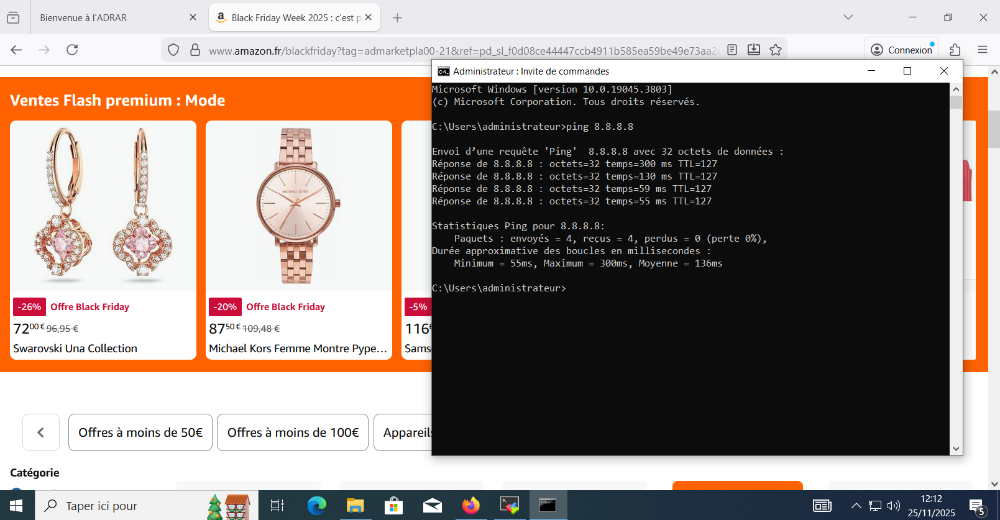 Bienvenue à l'ADRAR
Black Friday Week 2025 : c'est p
www.amazon.fr/blackfriday?tag=admarketpla00-21&ref=pd_sl_f0d08ce44447ccb4911b585ea59be49e73aa2
Connexion
Ventes Flash premium : Mode
MICHAEL KORS
-26% Offre Black Friday
72,00 € 96,95 €
Swarovski Una Collection
-20% Offre Black Friday
87,50 € 109,48 €
Michael Kors Femme Montre Pype...
-5%
116
Sams
Administrateur : Invite de commandes
Microsoft Windows [version 10.0.19045.3803]
(c) Microsoft Corporation. Tous droits réservés.
C:\Users\administrateur>ping 8.8.8.8
Envoi d’une requête 'Ping'  8.8.8.8 avec 32 octets de données :
Réponse de 8.8.8.8 : octets=32 temps=300 ms TTL=127
Réponse de 8.8.8.8 : octets=32 temps=130 ms TTL=127
Réponse de 8.8.8.8 : octets=32 temps=59 ms TTL=127
Réponse de 8.8.8.8 : octets=32 temps=55 ms TTL=127
Statistiques Ping pour 8.8.8.8:
Paquets : envoyés = 4, reçus = 4, perdus = 0 (perte 0%),
Durée approximative des boucles en millisecondes :
Minimum = 55ms, Maximum = 300ms, Moyenne = 136ms
C:\Users\administrateur>
Offres à moins de 50€
Offres à moins de 100€
Appareils
Catégorie
Taper ici pour
12:12
25/11/2025
5